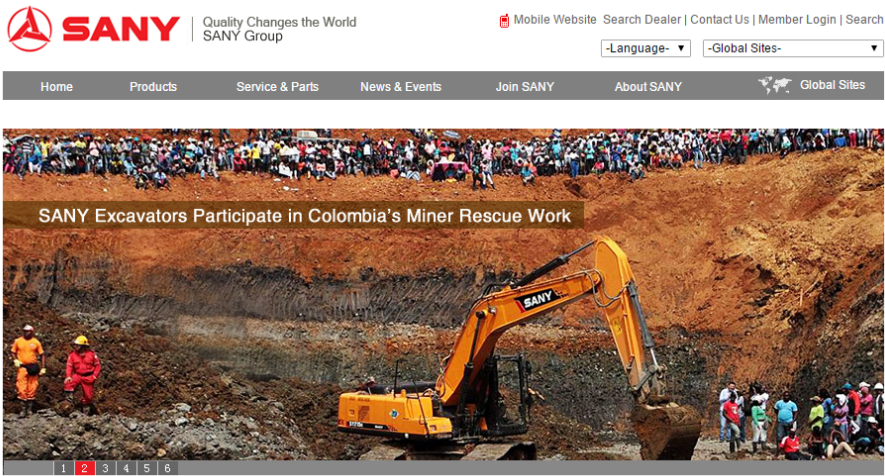 SANY
Quality Changes the World
SANY Group
Mobile Website Search Dealer | Contact Us | Member Login | Search
-Language- -Global Sites-
Home Products Service & Parts News & Events Join SANY About SANY Global Sites
SANY Excavators Participate in Colombia's Miner Rescue Work
SANY
1 2 3 4 5 6